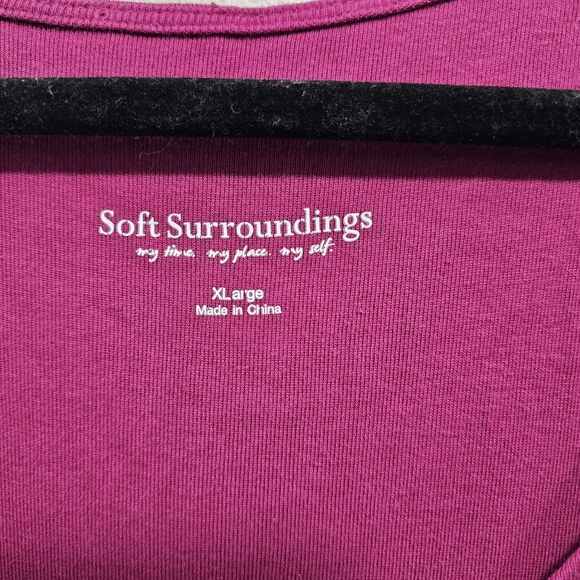 Soft Surroundings
my time. my place. my self.
XLarge
Made in China